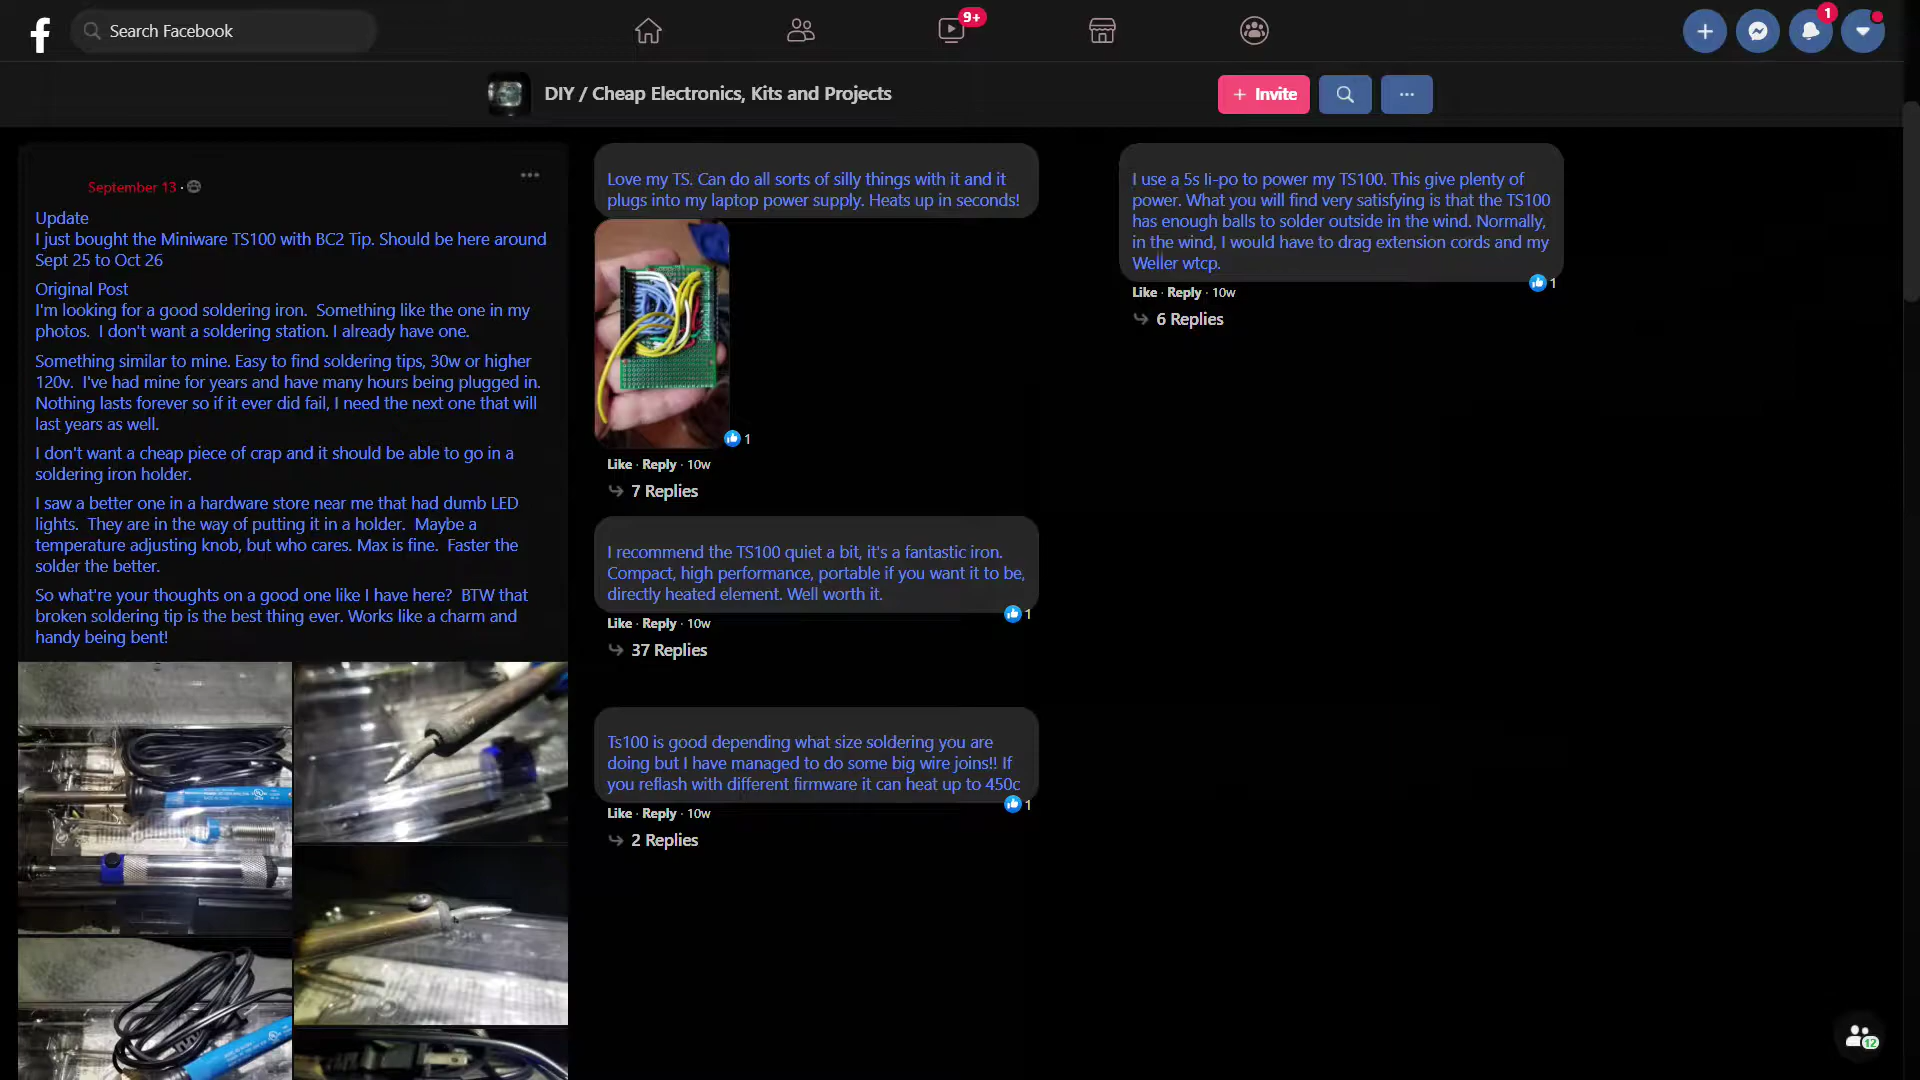 Search Facebook
9+
1
DIY / Cheap Electronics, Kits and Projects
+ Invite
September 13 ·
Update
I just bought the Miniware TS100 with BC2 Tip. Should be here around
Sept 25 to Oct 26
Original Post
I'm looking for a good soldering iron. Something like the one in my
photos. I don't want a soldering station. I already have one.
Something similar to mine. Easy to find soldering tips, 30w or higher
120v. I've had mine for years and have many hours being plugged in.
Nothing lasts forever so if it ever did fail, I need the next one that will
last years as well.
I don't want a cheap piece of crap and it should be able to go in a
soldering iron holder.
I saw a better one in a hardware store near me that had dumb LED
lights. They are in the way of putting it in a holder. Maybe a
temperature adjusting knob, but who cares. Max is fine. Faster the
solder the better.
So what're your thoughts on a good one like I have here? BTW that
broken soldering tip is the best thing ever. Works like a charm and
handy being bent!
Love my TS. Can do all sorts of silly things with it and it
plugs into my laptop power supply. Heats up in seconds!
1
Like · Reply · 10w
7 Replies
I recommend the TS100 quiet a bit, it's a fantastic iron.
Compact, high performance, portable if you want it to be,
directly heated element. Well worth it.
1
Like · Reply · 10w
37 Replies
Ts100 is good depending what size soldering you are
doing but I have managed to do some big wire joins!! If
you reflash with different firmware it can heat up to 450c
1
Like · Reply · 10w
2 Replies
I use a 5s li-po to power my TS100. This give plenty of
power. What you will find very satisfying is that the TS100
has enough balls to solder outside in the wind. Normally,
in the wind, I would have to drag extension cords and my
Weller wtcp.
1
Like · Reply · 10w
6 Replies
12